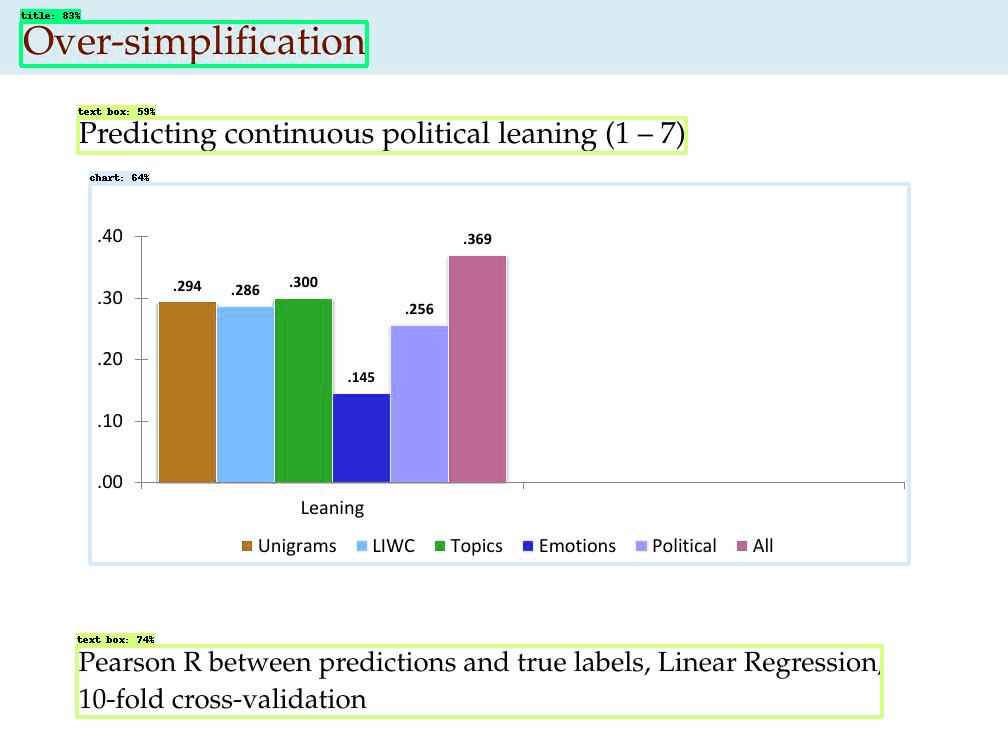 title: 83%
Over-simplification
text box: 59%
Predicting continuous political leaning (1 – 7)
chart: 64%
.40
.30
.20
.10
.00
.294
.286
.300
.145
.256
.369
Leaning
Unigrams LIWC Topics Emotions Political All
text box: 74%
Pearson R between predictions and true labels, Linear Regression,
10-fold cross-validation